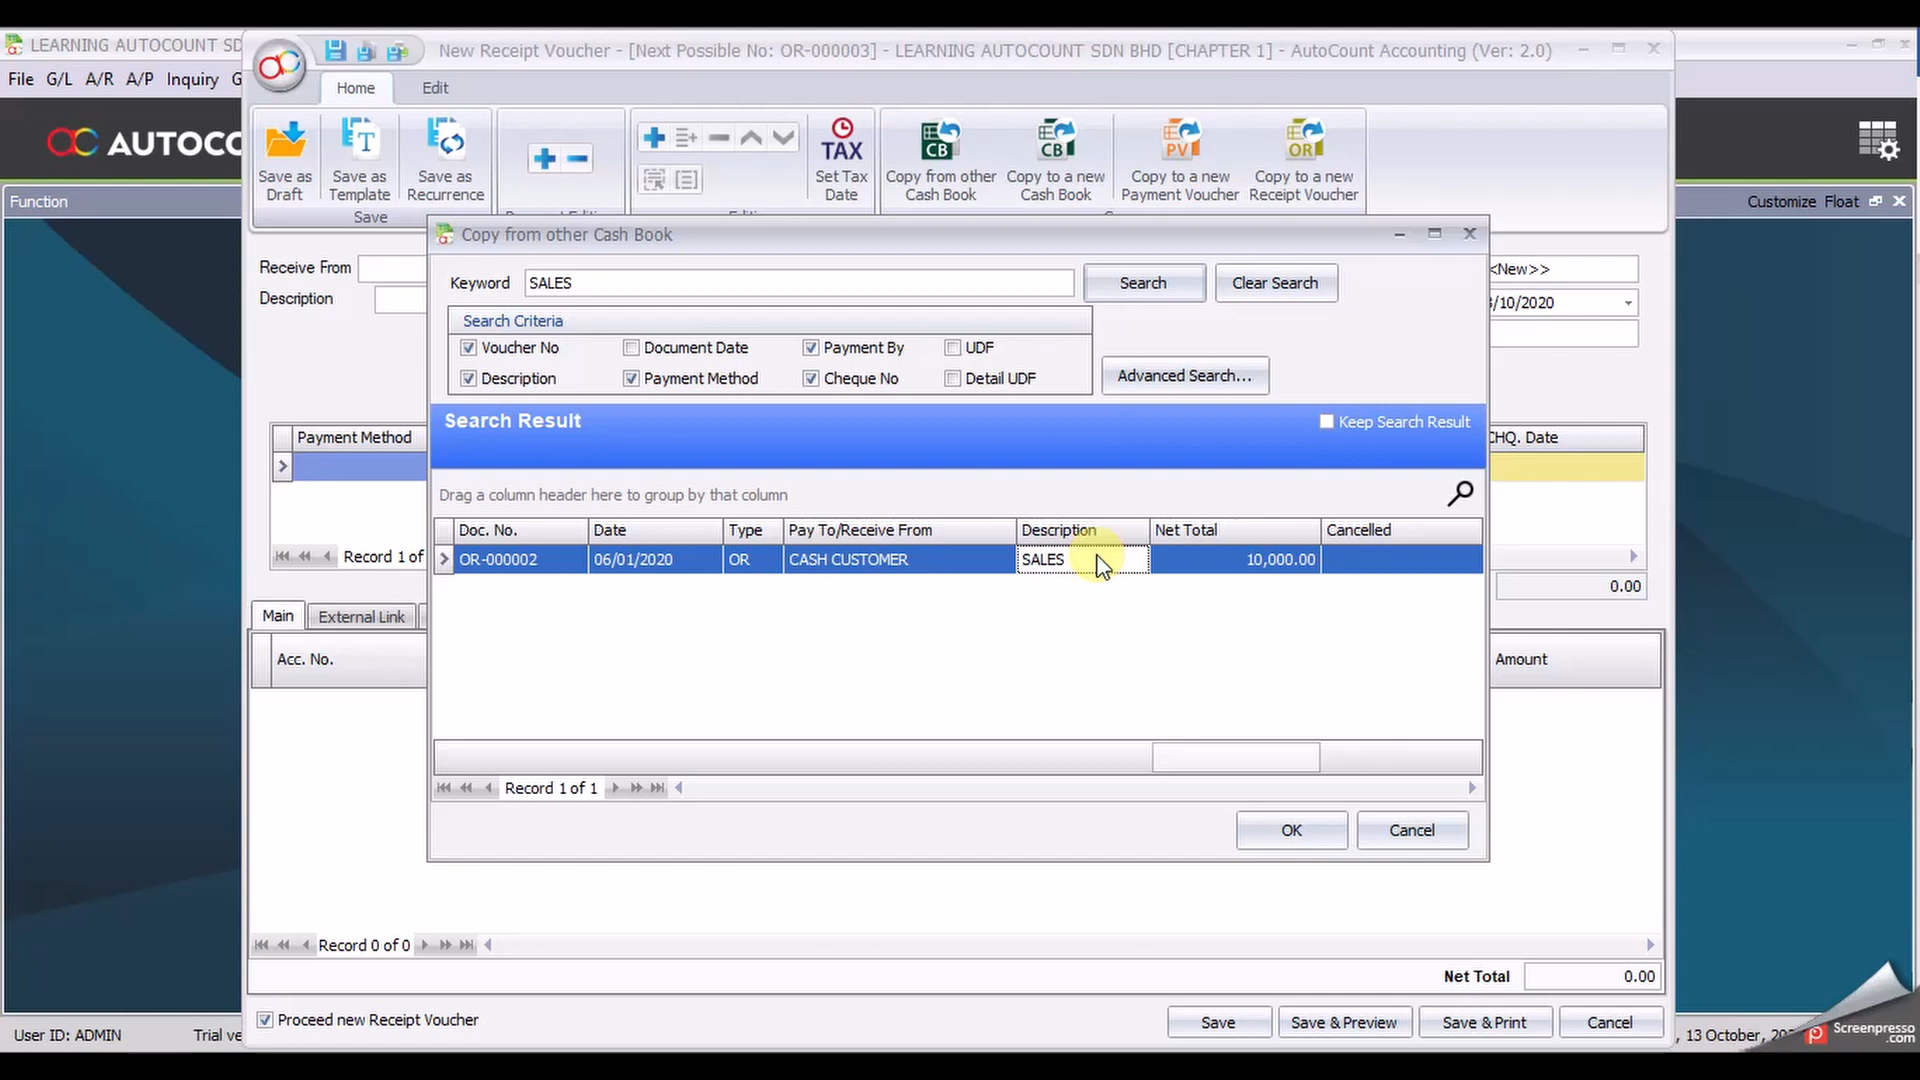 LEARNING AUTOCOUNT SD
New Receipt Voucher - [Next Possible No: OR-000003] - LEARNING AUTOCOUNT SDN BHD [CHAPTER 1] - AutoCount Accounting (Ver: 2.0)
File G/L A/R A/P Inquiry G
Home Edit
AUTOCO
Save as Draft
Save as Template
Save as Recurrence
Save
TAX
Set Tax Date
CB
Copy from other Cash Book
CB
Copy to a new Cash Book
PV
Copy to a new Payment Voucher
OR
Copy to a new Receipt Voucher
Function
Customize Float
Copy from other Cash Book
Receive From
<<New>>
Description
/10/2020
Keyword SALES Search Clear Search
Search Criteria
Voucher No Document Date Payment By UDF
Description Payment Method Cheque No Detail UDF
Advanced Search...
Search Result
Keep Search Result
Payment Method
CHQ. Date
Drag a column header here to group by that column
Doc. No. Date Type Pay To/Receive From Description Net Total Cancelled
OR-000002 06/01/2020 OR CASH CUSTOMER SALES 10,000.00
Record 1 of
0.00
Main External Link
Acc. No.
Amount
Record 1 of 1
OK Cancel
Record 0 of 0
Net Total 0.00
Proceed new Receipt Voucher
Save Save & Preview Save & Print Cancel
User ID: ADMIN Trial ve
, 13 October, 20
Screenpresso
.com